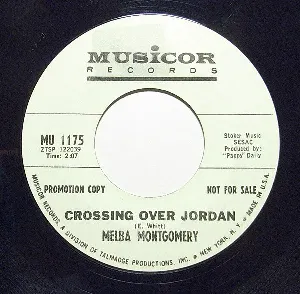 MUSICOR
RECORDS
MU 1175
ZTSP 122039
Time: 2:07
Stoker Music
SESAC
Produced by:
"Pappy" Daily
PROMOTION COPY
NOT FOR SALE
CROSSING OVER JORDAN
(K. Whitt)
MELBA MONTGOMERY
MUSICOR RECORDS, A DIVISION OF TALMADGE PRODUCTIONS, INC. • NEW YORK, N. Y. • MADE IN U.S.A.